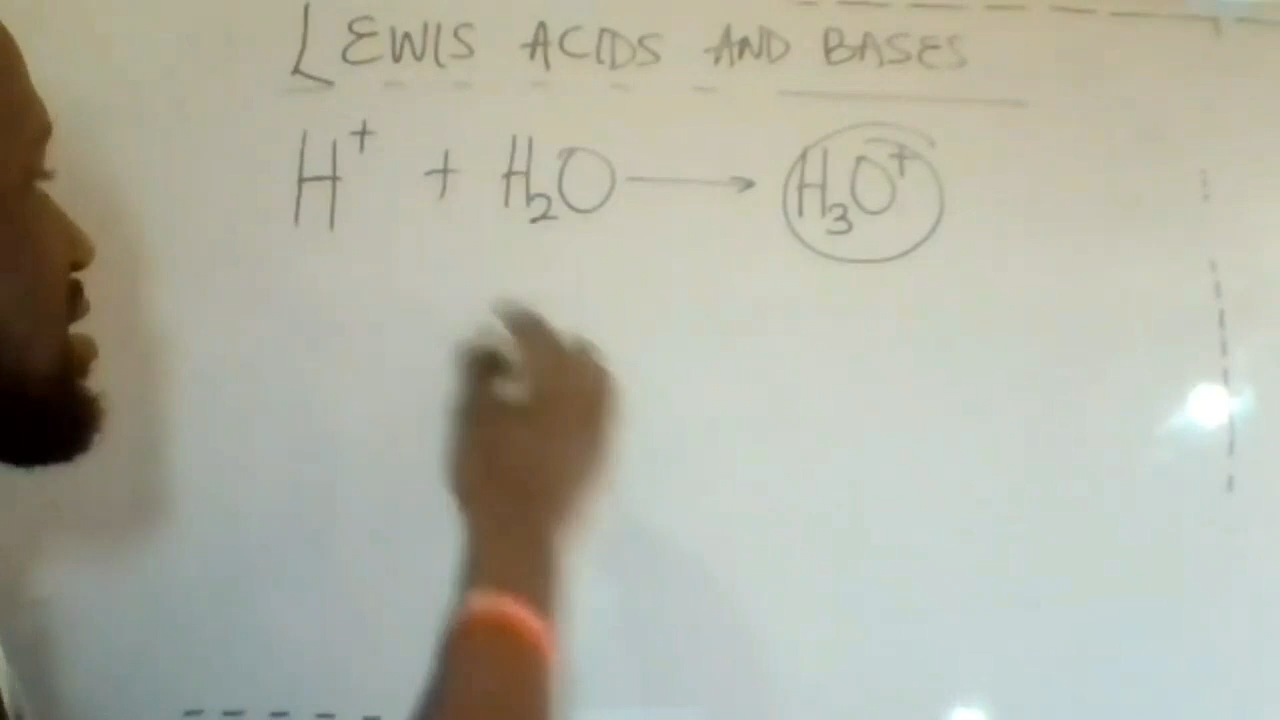 LEWIS ACIDS AND BASES
H⁺ + H₂O → H₃O⁺